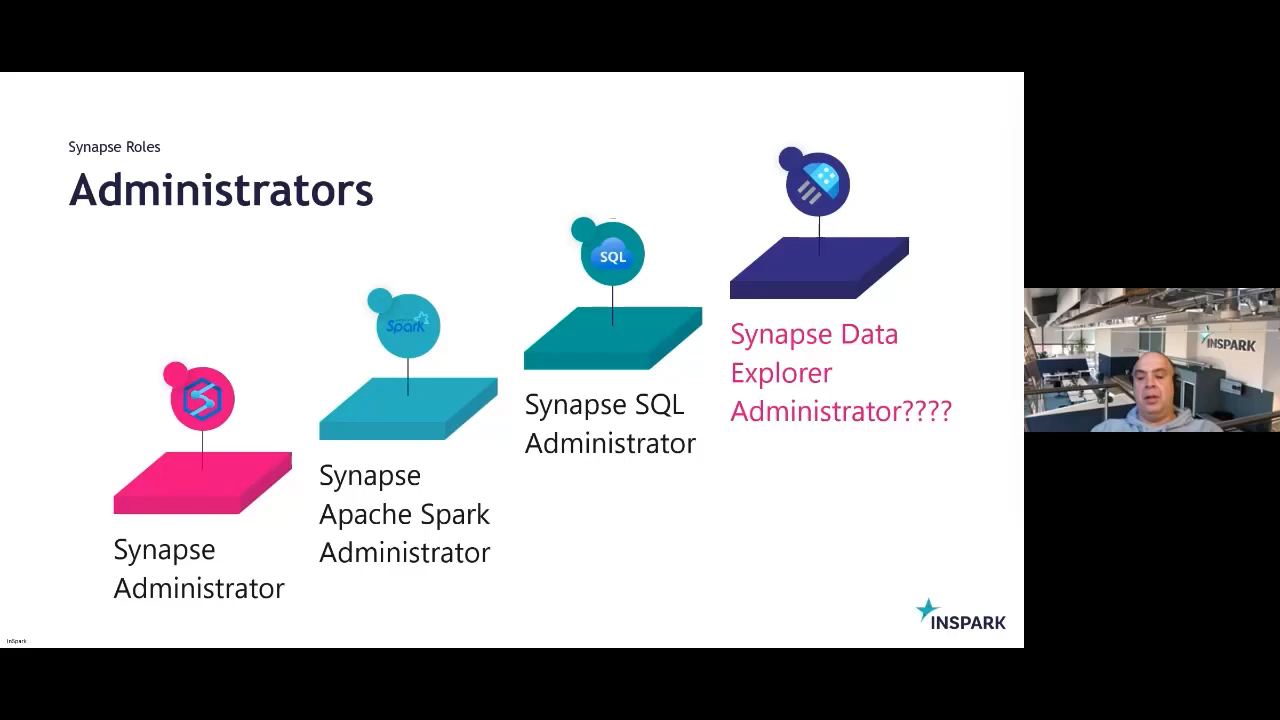 Synapse Roles
Administrators
Synapse
Administrator
Spark
Synapse
Apache Spark
Administrator
SQL
Synapse SQL
Administrator
Synapse Data
Explorer
Administrator????
INSPARK
InSpark
INSPARK